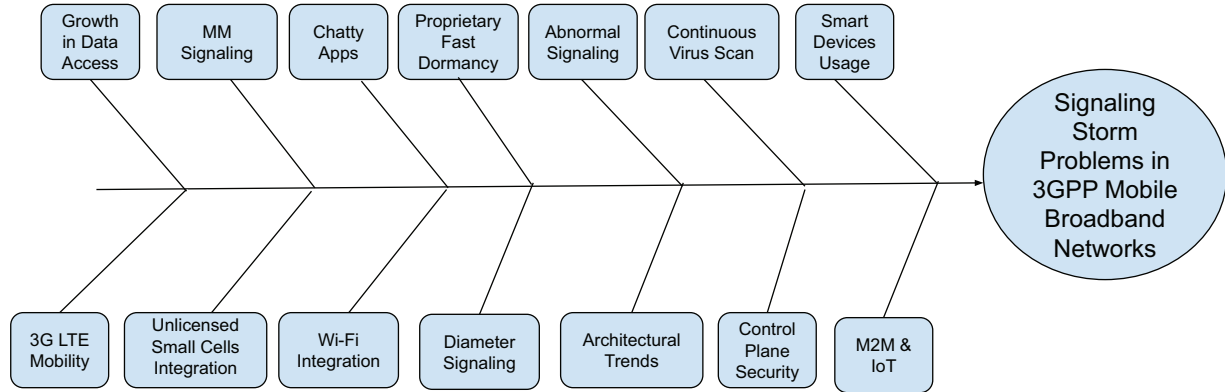 Growth
in Data
Access
MM
Signaling
Chatty
Apps
Proprietary
Fast
Dormancy
Abnormal
Signaling
Continuous
Virus Scan
Smart
Devices
Usage
Signaling
Storm
Problems in
3GPP Mobile
Broadband
Networks
3G LTE
Mobility
Unlicensed
Small Cells
Integration
Wi-Fi
Integration
Diameter
Signaling
Architectural
Trends
Control
Plane
Security
M2M &
IoT